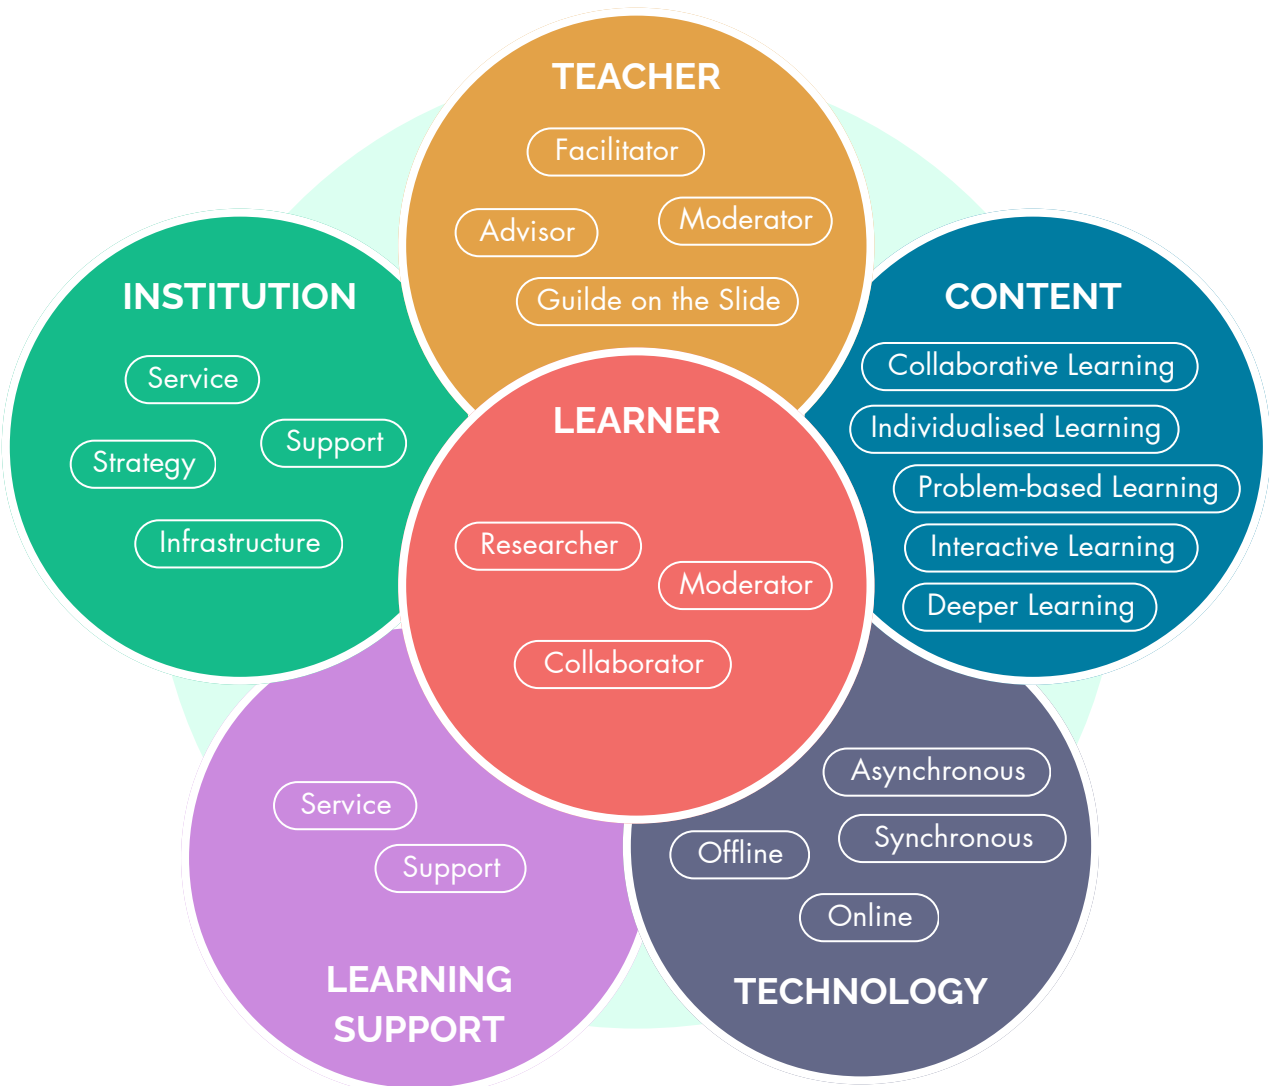 TEACHER
Facilitator
Advisor
Moderator
Guilde on the Slide
INSTITUTION
Service
Support
Strategy
Infrastructure
CONTENT
Collaborative Learning
Individualised Learning
Problem-based Learning
Interactive Learning
Deeper Learning
LEARNER
Researcher
Moderator
Collaborator
Service
Support
LEARNING
SUPPORT
Asynchronous
Synchronous
Offline
Online
TECHNOLOGY